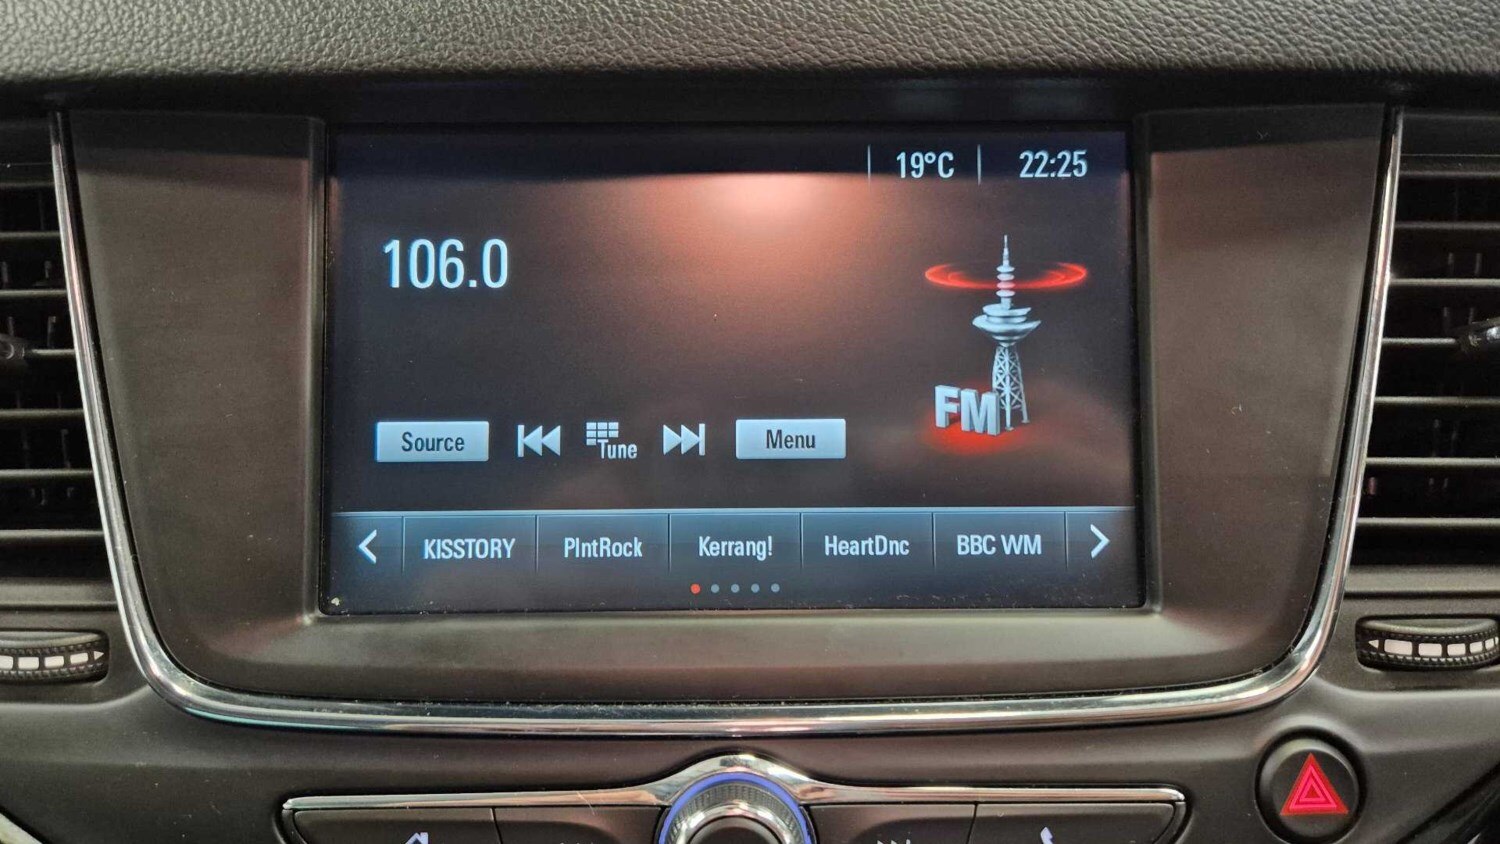 19°C 22:25
106.0
FM
Source Tune Menu
KISSTORY PlntRock Kerrang! HeartDnc BBC WM